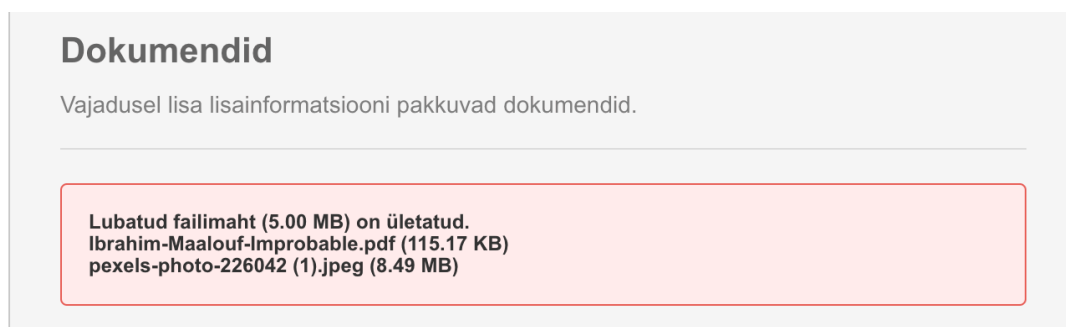 Dokumendid
Vajadusel lisa lisainformatsiooni pakkuvad dokumendid.
Lubatud failimaht (5.00 MB) on ületatud.
Ibrahim-Maalouf-Improbable.pdf (115.17 KB)
pexels-photo-226042 (1).jpeg (8.49 MB)